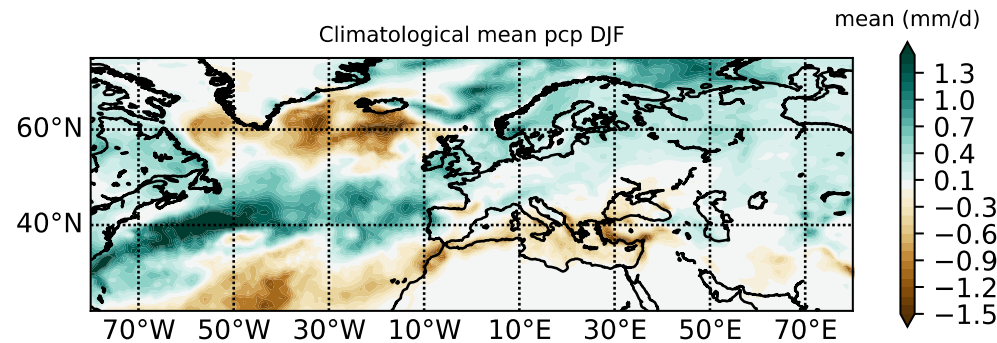 mean (mm/d)
Climatological mean pcp DJF
1.3
1.0
0.7
0.4
0.1
−0.3
−0.6
−0.9
−1.2
−1.5
60°N
40°N
70°W 50°W 30°W 10°W 10°E 30°E 50°E 70°E